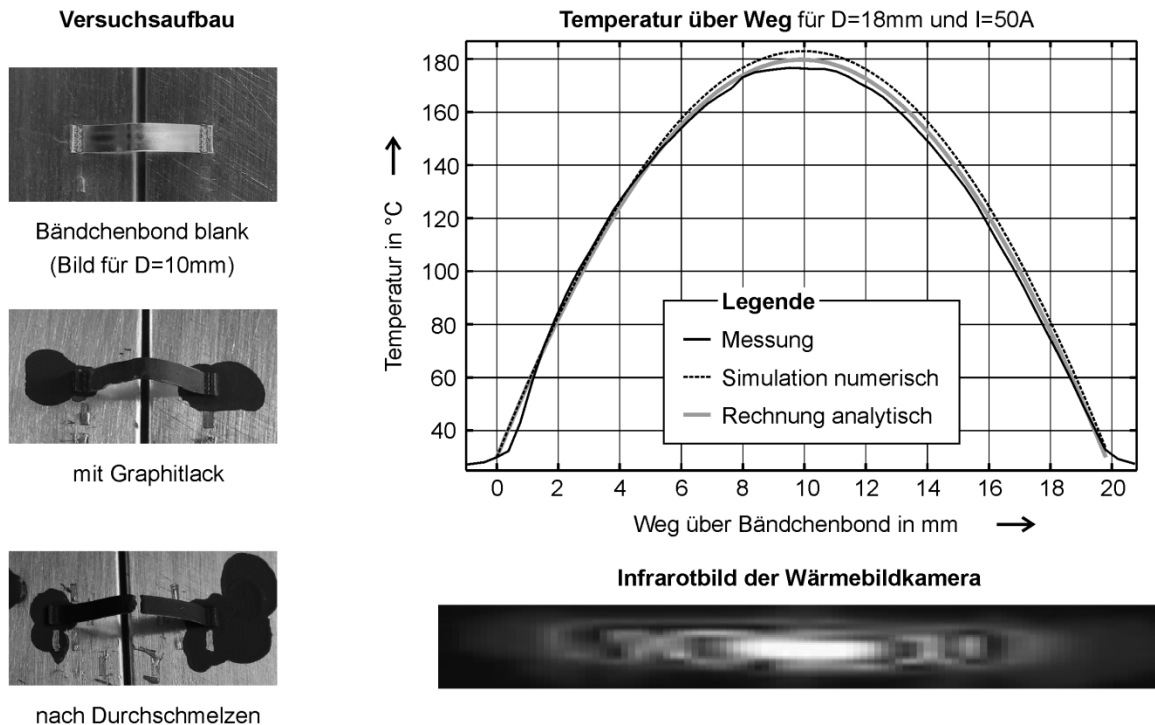 Versuchsaufbau
Bändchenbond blank
(Bild für D=10mm)
mit Graphitlack
nach Durchschmelzen
Temperatur über Weg für D=18mm und I=50A
Temperatur in °C
180
160
140
120
100
80
60
40
Legende
Messung
Simulation numerisch
Rechnung analytisch
0 2 4 6 8 10 12 14 16 18 20
Weg über Bändchenbond in mm
Infrarotbild der Wärmebildkamera